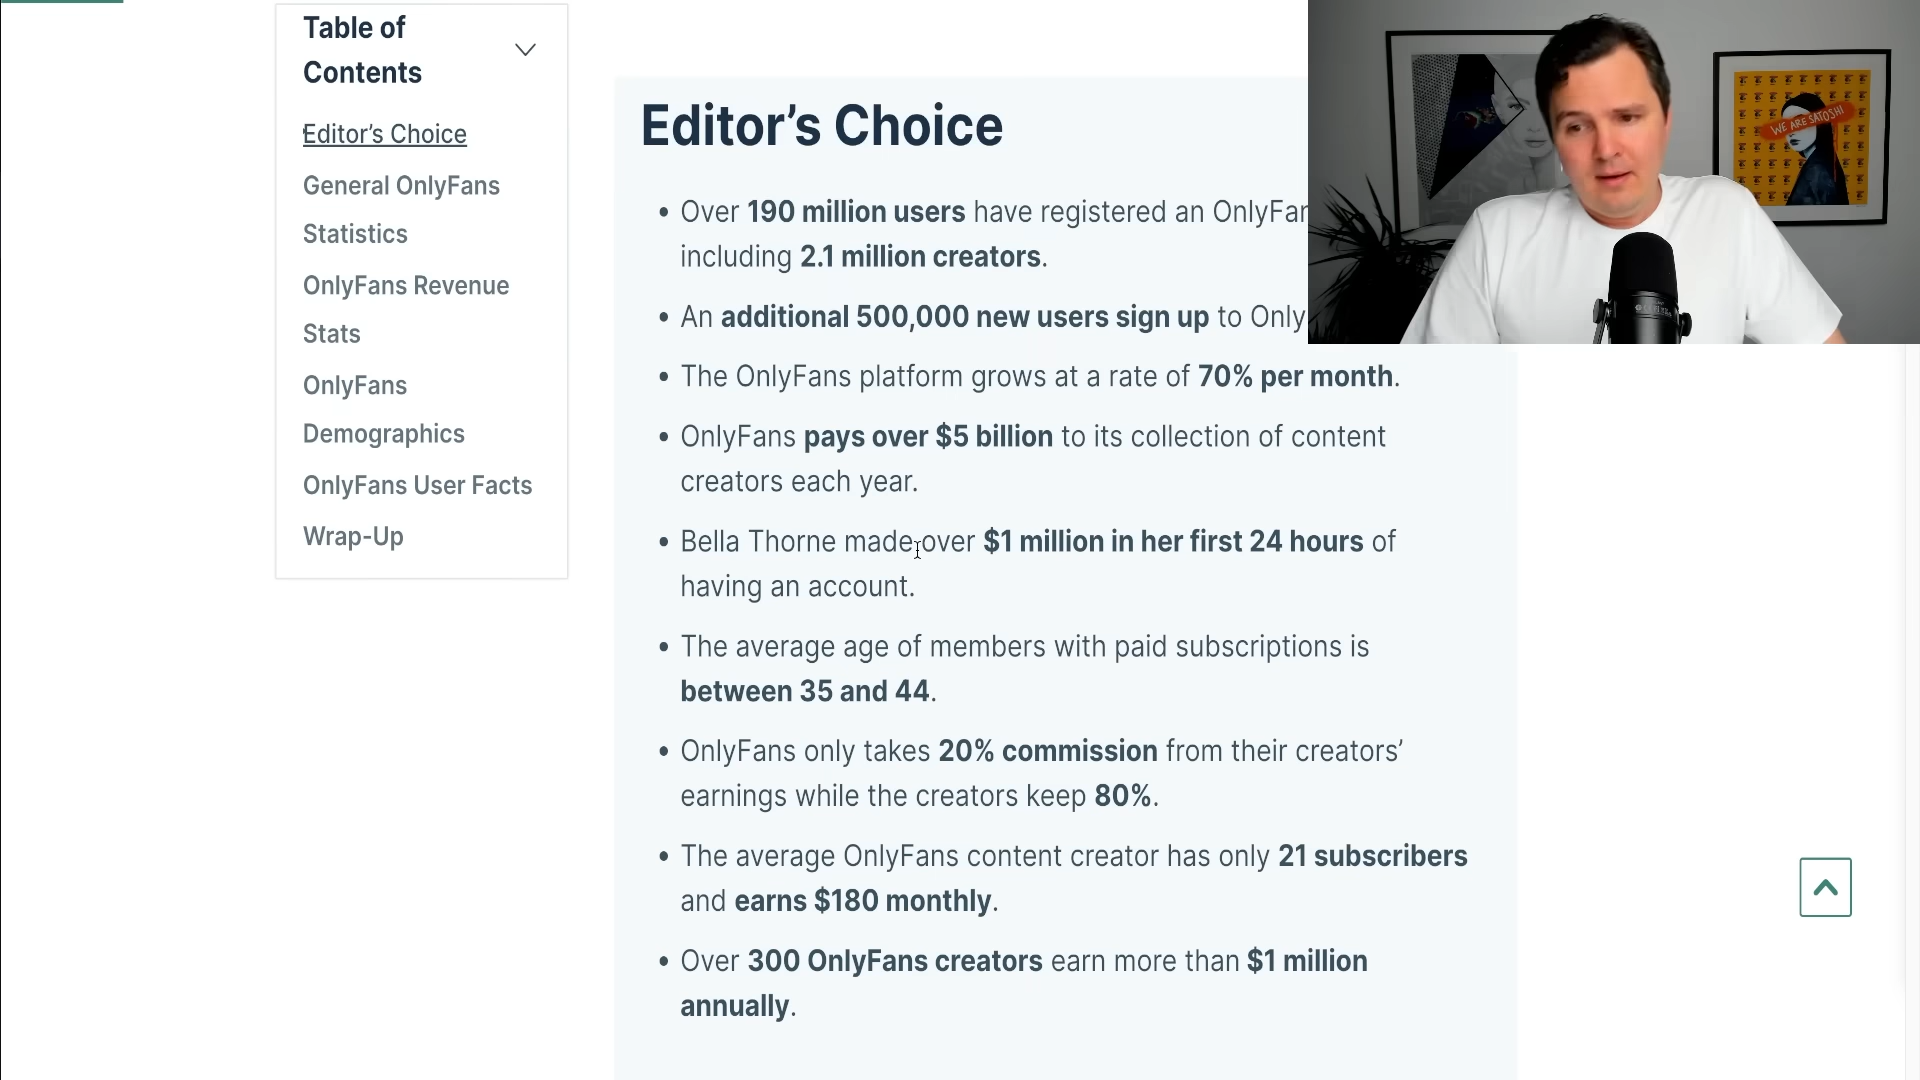 Table of
Contents
Editor's Choice
General OnlyFans
Statistics
OnlyFans Revenue
Stats
OnlyFans
Demographics
OnlyFans User Facts
Wrap-Up
Editor’s Choice
• Over 190 million users have registered an
including 2.1 million creators.
• An additional 500,000 new users sign up to
• The OnlyFans platform grows at a rate of 70% per month.
• OnlyFans pays over $5 billion to its collection of content
creators each year.
• Bella Thorne made over $1 million in her first 24 hours of
having an account.
• The average age of members with paid subscriptions is
between 35 and 44.
• OnlyFans only takes 20% commission from their creators’
earnings while the creators keep 80%.
• The average OnlyFans content creator has only 21 subscribers
and earns $180 monthly.
• Over 300 OnlyFans creators earn more than $1 million
annually.
WE ARE SATOSHI